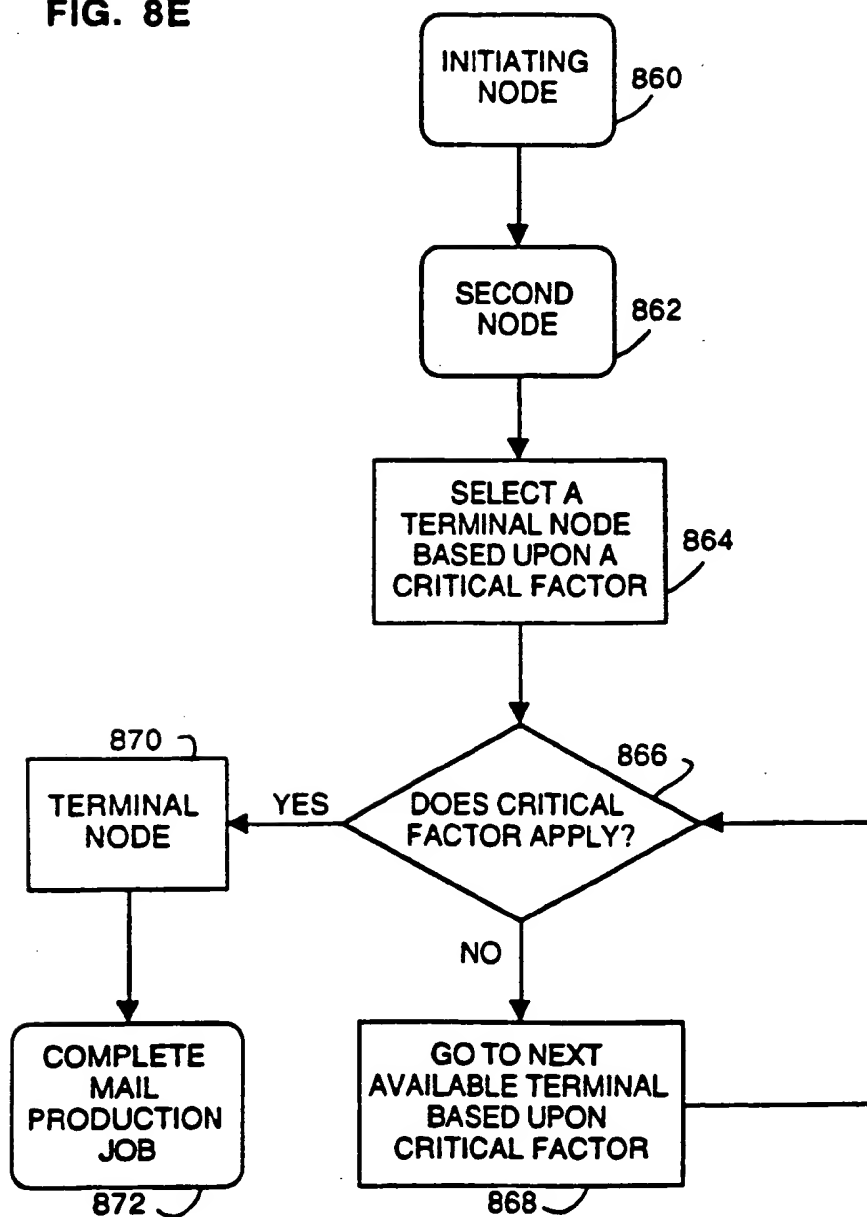 FIG. 8E
INITIATING
NODE
860
SECOND
NODE
862
SELECT A
TERMINAL NODE
BASED UPON A
CRITICAL FACTOR
864
870
866
TERMINAL
NODE
YES
DOES CRITICAL
FACTOR APPLY?
NO
COMPLETE
MAIL
PRODUCTION
JOB
872
GO TO NEXT
AVAILABLE TERMINAL
BASED UPON
CRITICAL FACTOR
868